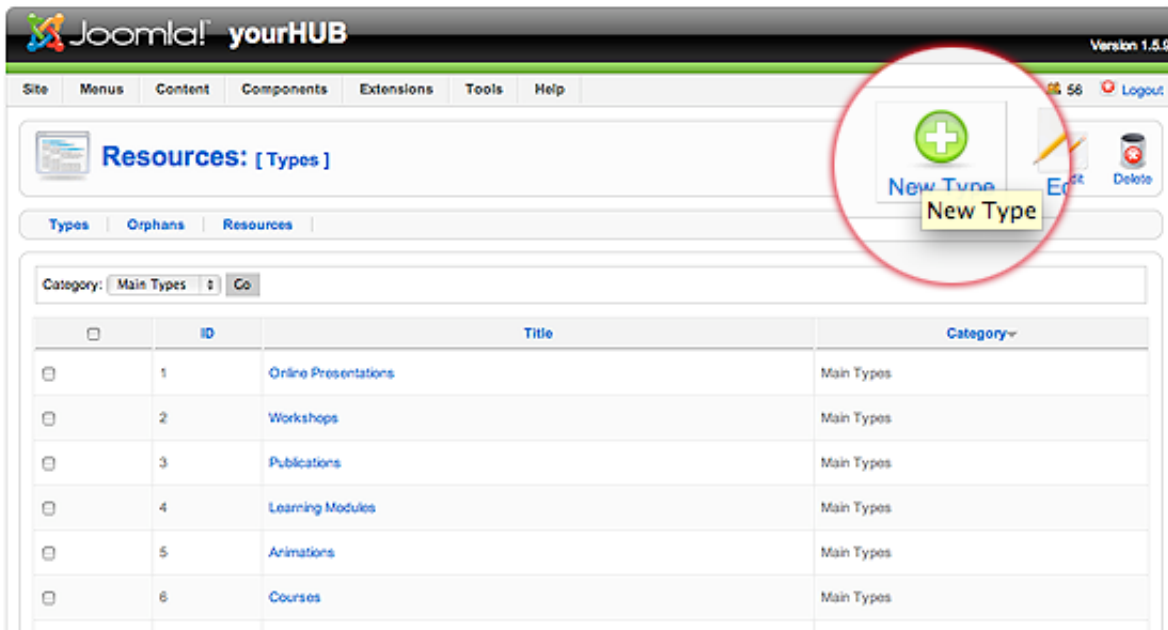 Joomla! yourHUB
Version 1.5.9
Site Menus Content Components Extensions Tools Help 56 Logout
Resources: [ Types ]
New Type Edit Delete
New Type
Types Orphans Resources
Category: Main Types Go
ID Title Category
1 Online Presentations Main Types
2 Workshops Main Types
3 Publications Main Types
4 Learning Modules Main Types
5 Animations Main Types
6 Courses Main Types